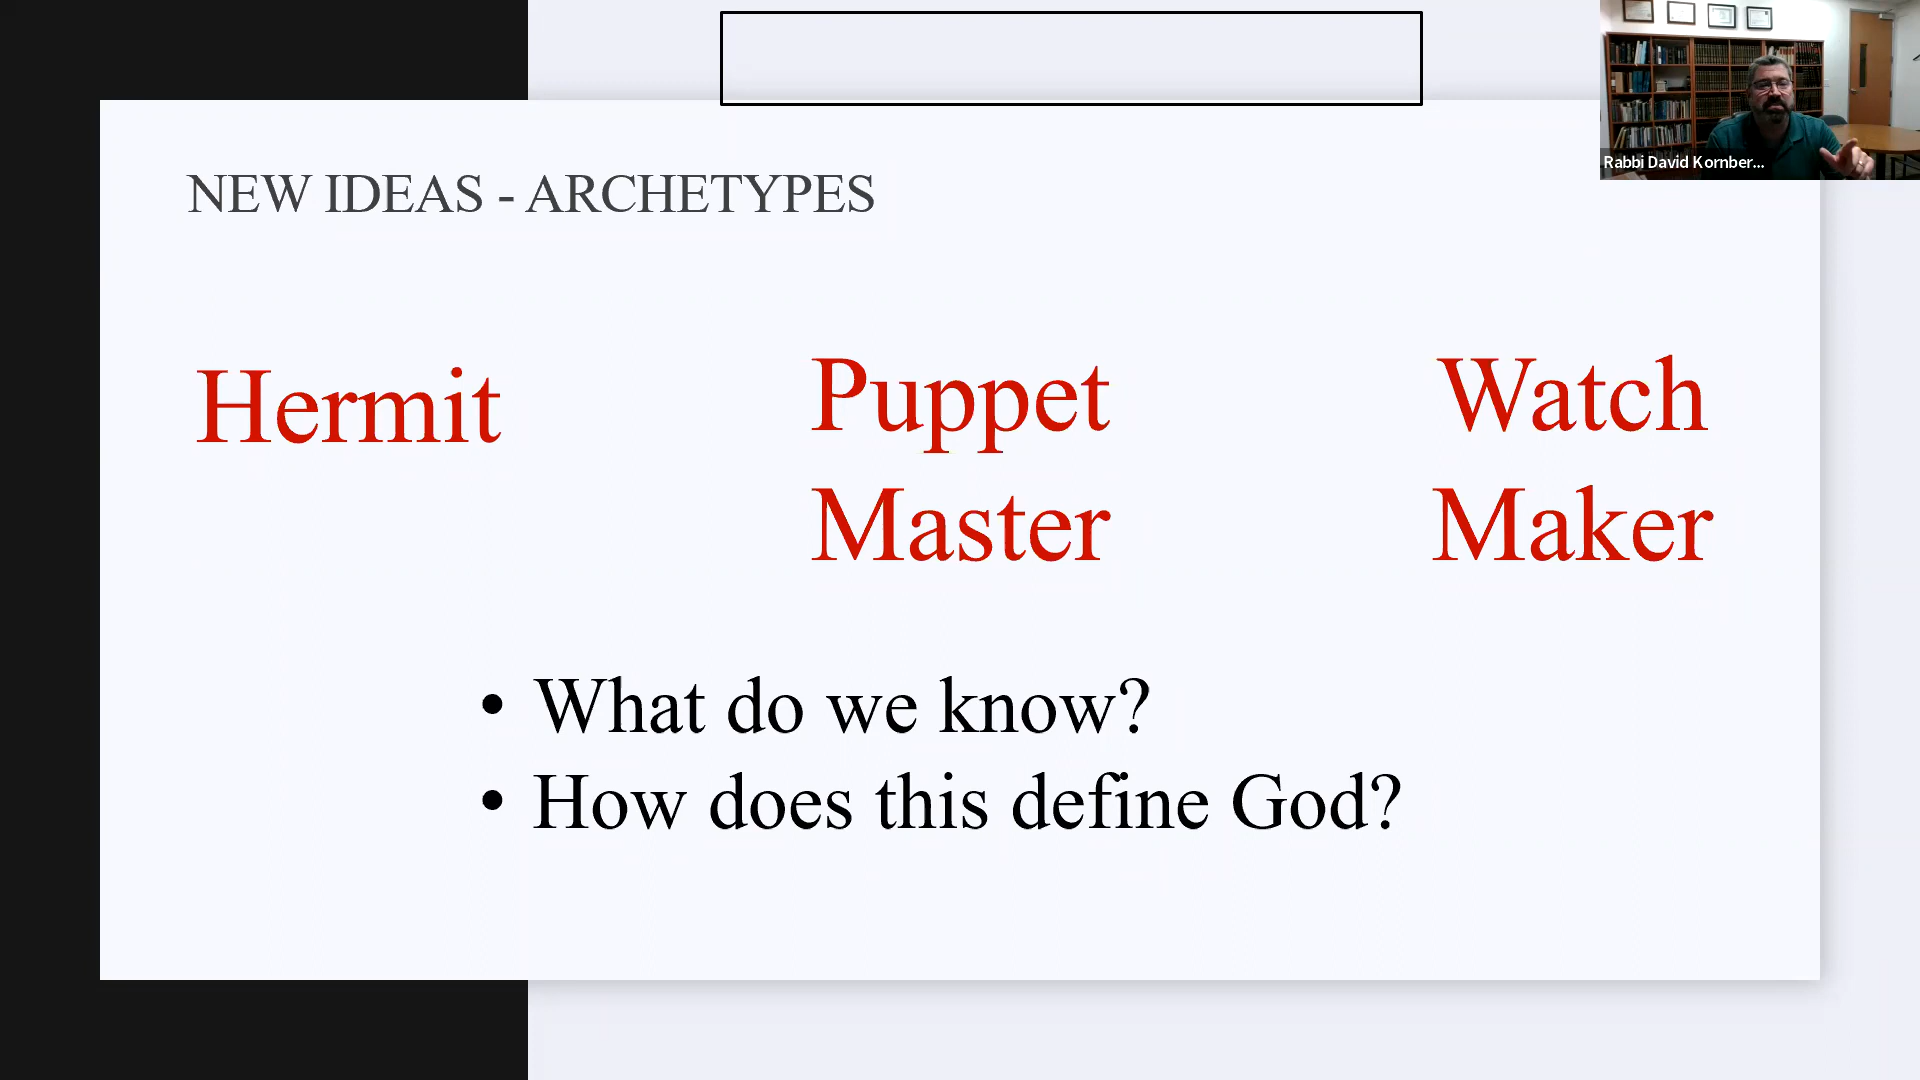 Rabbi David Kornber...
NEW IDEAS - ARCHETYPES
Hermit
Puppet
Master
Watch
Maker
• What do we know?
• How does this define God?